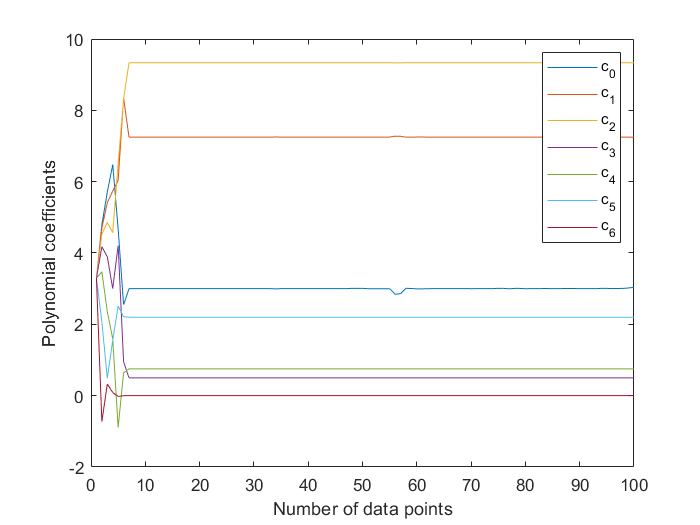 10
8
6
4
2
0
-2
Polynomial coefficients
c0
c1
c2
c3
c4
c5
c6
0 10 20 30 40 50 60 70 80 90 100
Number of data points